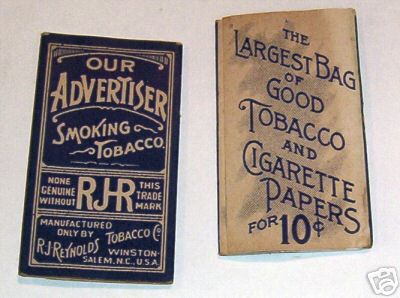 OUR
ADVERTISER
SMOKING
TOBACCO.
NONE GENUINE WITHOUT
RJR
THIS TRADE MARK
MANUFACTURED
ONLY BY
R.J. REYNOLDS TOBACCO Co
WINSTON-
SALEM, N.C., U.S.A.
THE
LARGEST BAG
OF
GOOD
TOBACCO
AND
CIGARETTE
PAPERS
FOR 10¢
eBay